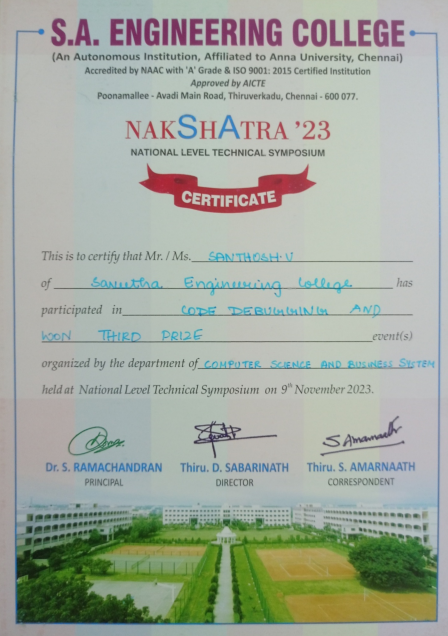 S.A. ENGINEERING COLLEGE
(An Autonomous Institution, Affiliated to Anna University, Chennai)
Accredited by NAAC with 'A' Grade & ISO 9001: 2015 Certified Institution
Approved by AICTE
Poonamallee - Avadi Main Road, Thiruverkadu, Chennai - 600 077.
NAKSHATRA '23
NATIONAL LEVEL TECHNICAL SYMPOSIUM
CERTIFICATE
This is to certify that Mr. / Ms. SANTHOSH.V
of Saveetha Engineering College has
participated in CODE DEBUGGING AND
WON THIRD PRIZE event(s)
organized by the department of COMPUTER SCIENCE AND BUSINESS SYSTEM
held at National Level Technical Symposium on 9th November 2023.
S. Amarnaath
Dr. S. RAMACHANDRAN Thiru. D. SABARINATH Thiru. S. AMARNAATH
PRINCIPAL DIRECTOR CORRESPONDENT